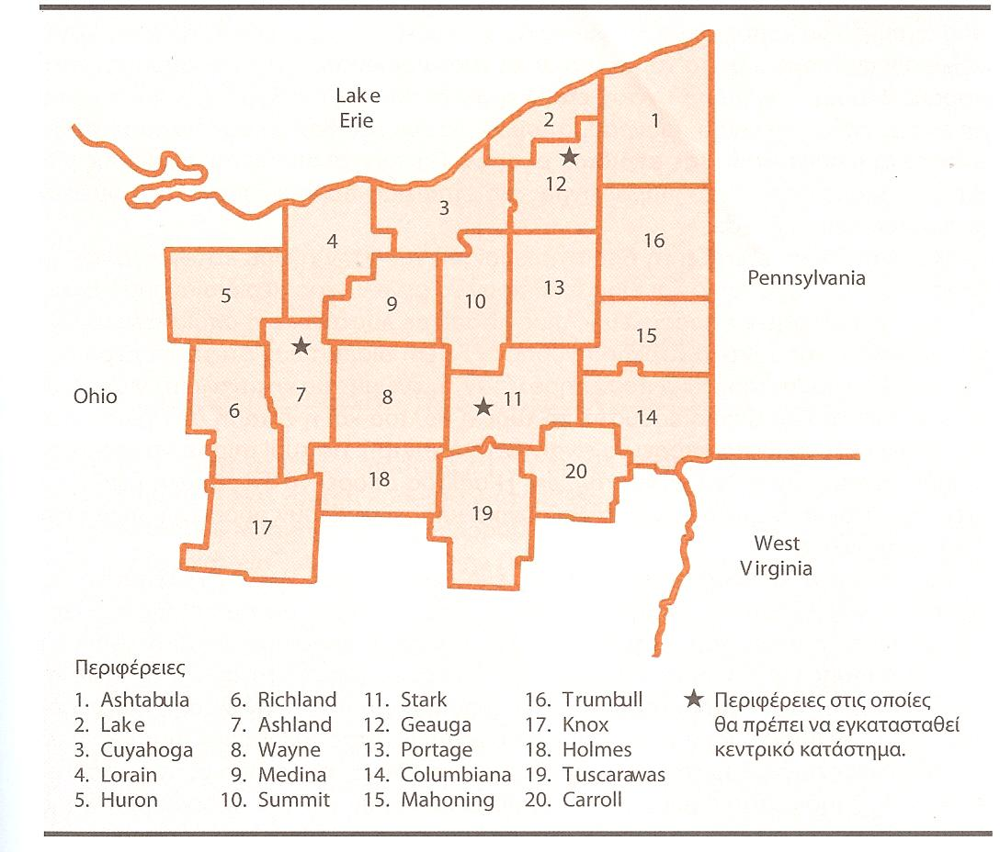 Lake
Erie
2
1
12
3
4
16
5
9
10
13
Pennsylvania
15
Ohio
6
7
8
11
14
18
20
19
17
West
Virginia
Περιφέρειες
1. Ashtabula
2. Lake
3. Cuyahoga
4. Lorain
5. Huron
6. Richland
7. Ashland
8. Wayne
9. Medina
10. Summit
11. Stark
12. Geauga
13. Portage
14. Columbiana
15. Mahoning
16. Trumbull
17. Knox
18. Holmes
19. Tuscarawas
20. Carroll
★ Περιφέρειες στις οποίες
θα πρέπει να εγκατασταθεί
κεντρικό κατάστημα.